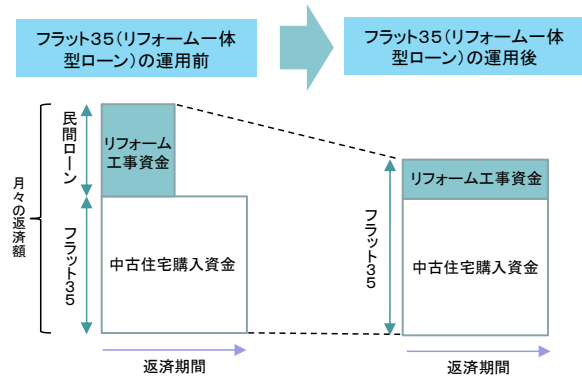 フラット35(リフォーム一体
型ローン)の運用前
フラット35(リフォーム一体
型ローン)の運用後
月々の返済額
民間ローン
フラット35
リフォーム
工事資金
中古住宅購入資金
返済期間
フラット35
リフォーム工事資金
中古住宅購入資金
返済期間